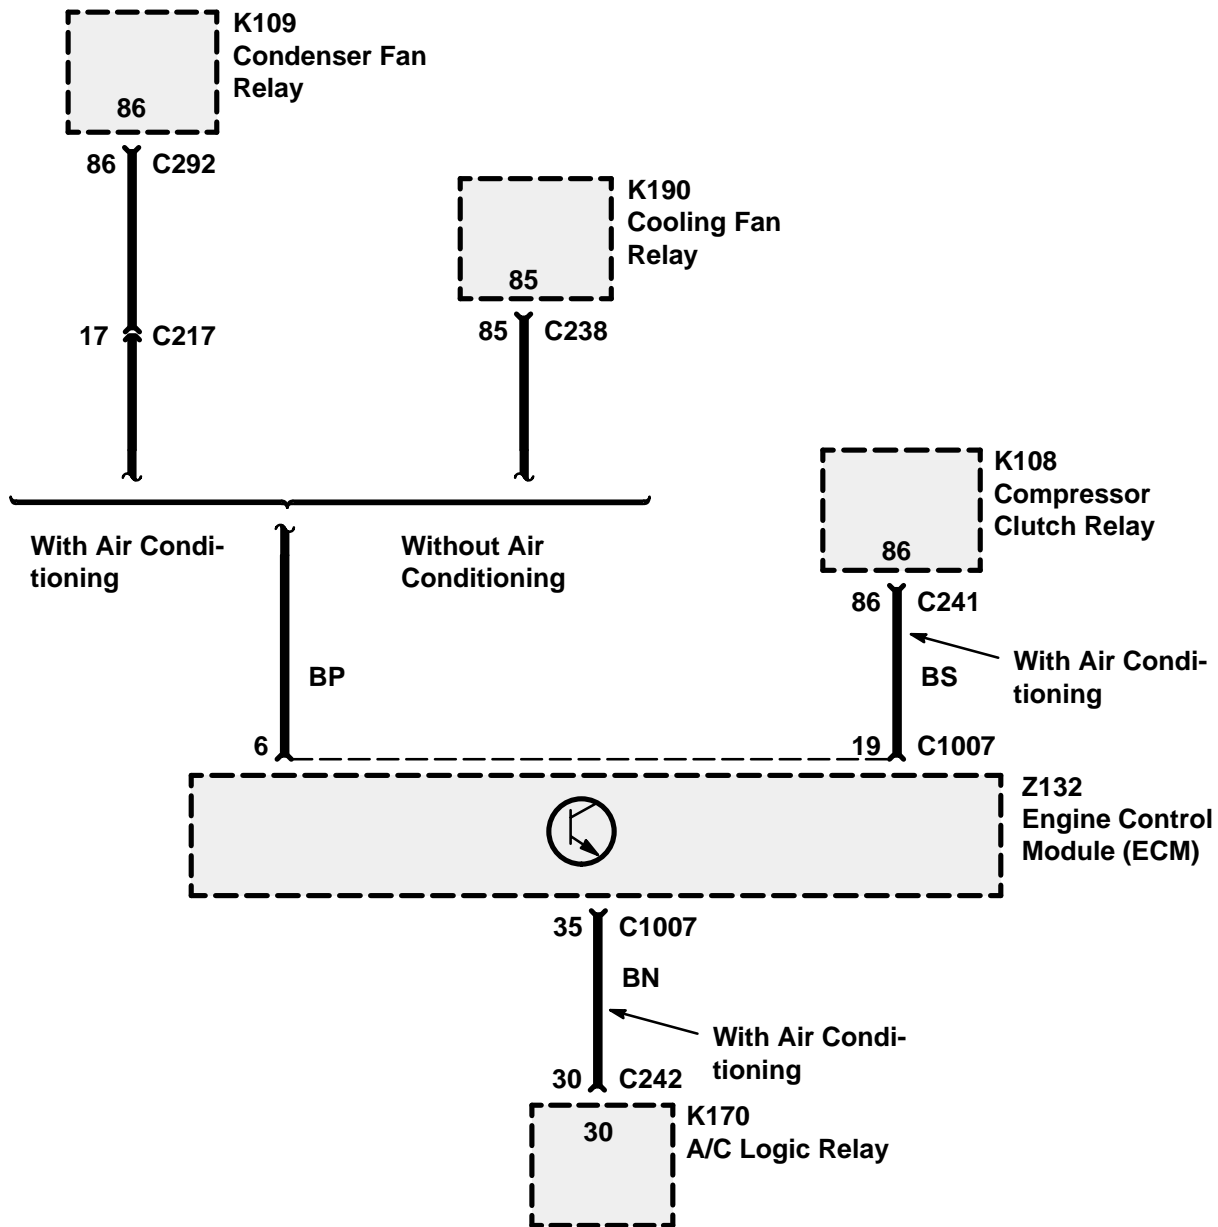 K109
Condenser Fan
Relay
86
86 C292
K190
Cooling Fan
Relay
85
85 C238
17 C217
K108
Compressor
Clutch Relay
86
86 C241
With Air Condi-
tioning
Without Air
Conditioning
With Air Condi-
tioning
BP
BS
6
19 C1007
Z132
Engine Control
Module (ECM)
35 C1007
BN
With Air Condi-
tioning
30 C242
K170
A/C Logic Relay
30